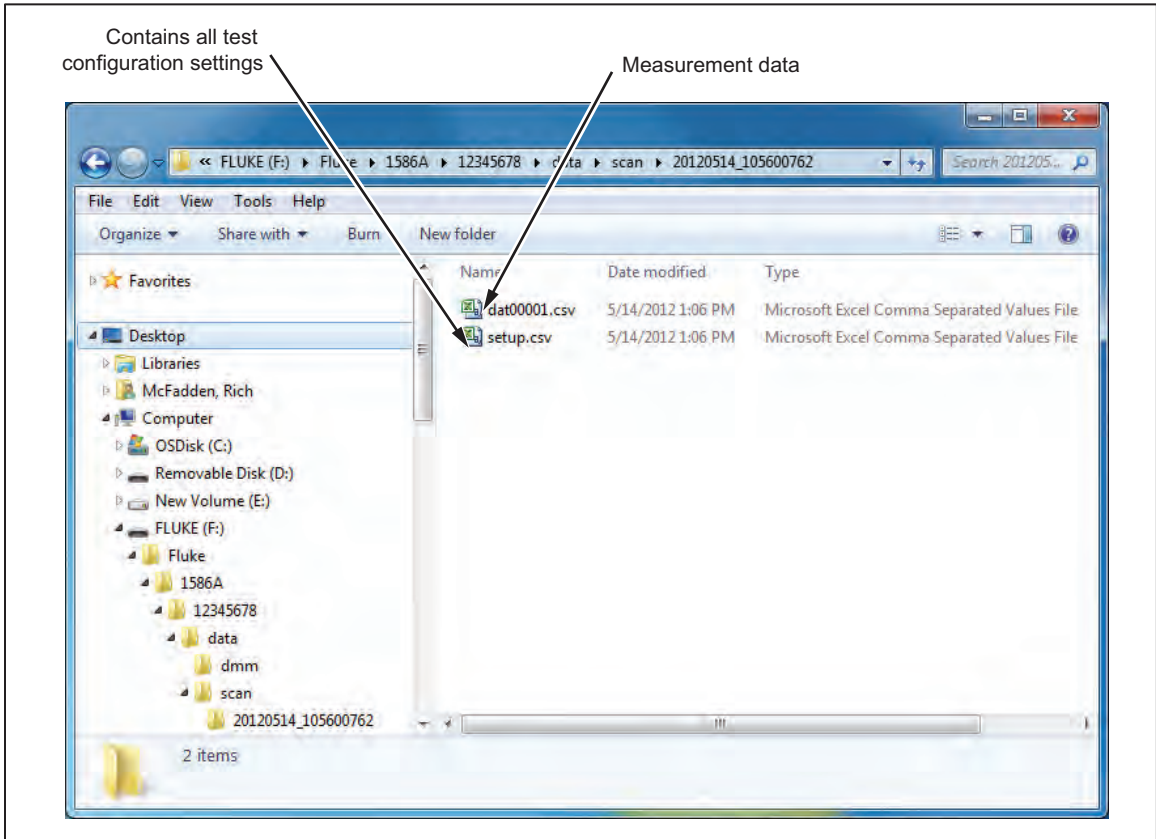 Contains all test
configuration settings
Measurement data
« FLUKE (F:) ▸ Fluke ▸ 1586A ▸ 12345678 ▸ data ▸ scan ▸ 20120514_105600762
Search 201205...
File Edit View Tools Help
Organize Share with Burn New folder
Favorites
Name Date modified Type
dat00001.csv 5/14/2012 1:06 PM Microsoft Excel Comma Separated Values File
Desktop
setup.csv 5/14/2012 1:06 PM Microsoft Excel Comma Separated Values File
Libraries
McFadden, Rich
Computer
OSDisk (C:)
Removable Disk (D:)
New Volume (E:)
FLUKE (F:)
Fluke
1586A
12345678
data
dmm
scan
20120514_105600762
2 items